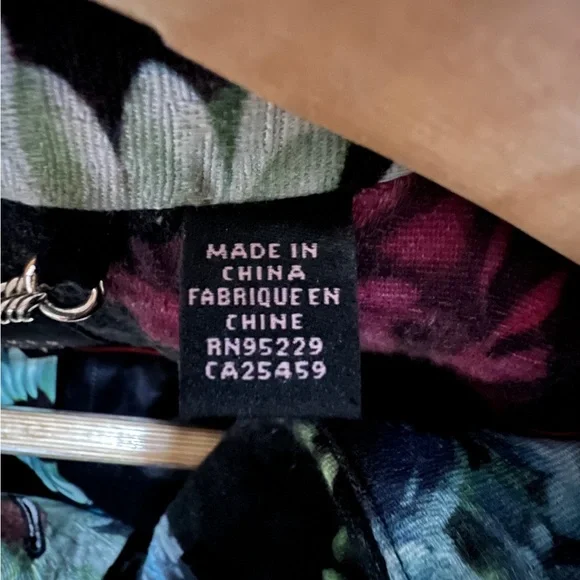 MADE IN
CHINA
FABRIQUE EN
CHINE
RN95229
CA25459